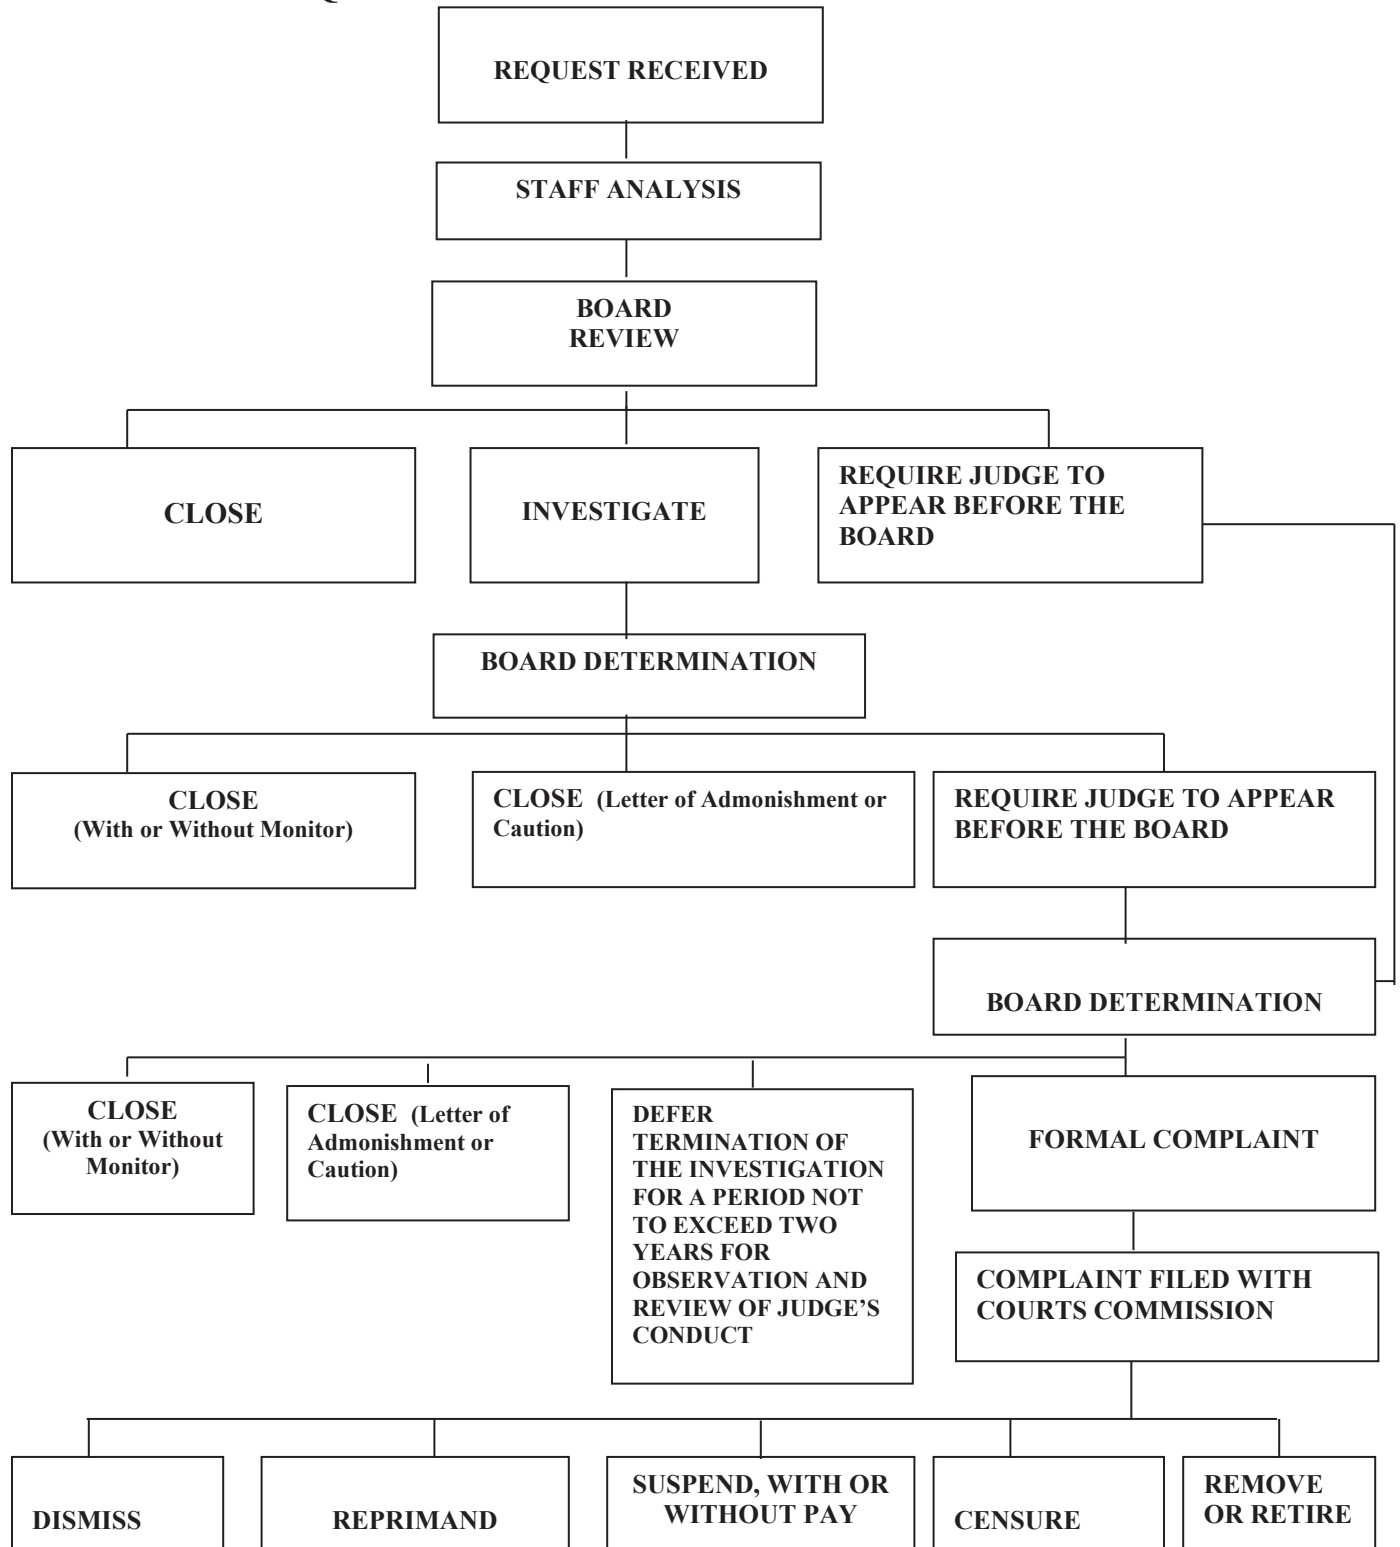 REQUEST RECEIVED
STAFF ANALYSIS
BOARD
REVIEW
CLOSE
INVESTIGATE
REQUIRE JUDGE TO
APPEAR BEFORE THE
BOARD
BOARD DETERMINATION
CLOSE
(With or Without Monitor)
CLOSE (Letter of Admonishment or
Caution)
REQUIRE JUDGE TO APPEAR
BEFORE THE BOARD
BOARD DETERMINATION
CLOSE
(With or Without
Monitor)
CLOSE (Letter of
Admonishment or
Caution)
DEFER
TERMINATION OF
THE INVESTIGATION
FOR A PERIOD NOT
TO EXCEED TWO
YEARS FOR
OBSERVATION AND
REVIEW OF JUDGE’S
CONDUCT
FORMAL COMPLAINT
COMPLAINT FILED WITH
COURTS COMMISSION
DISMISS
REPRIMAND
SUSPEND, WITH OR
WITHOUT PAY
CENSURE
REMOVE
OR RETIRE